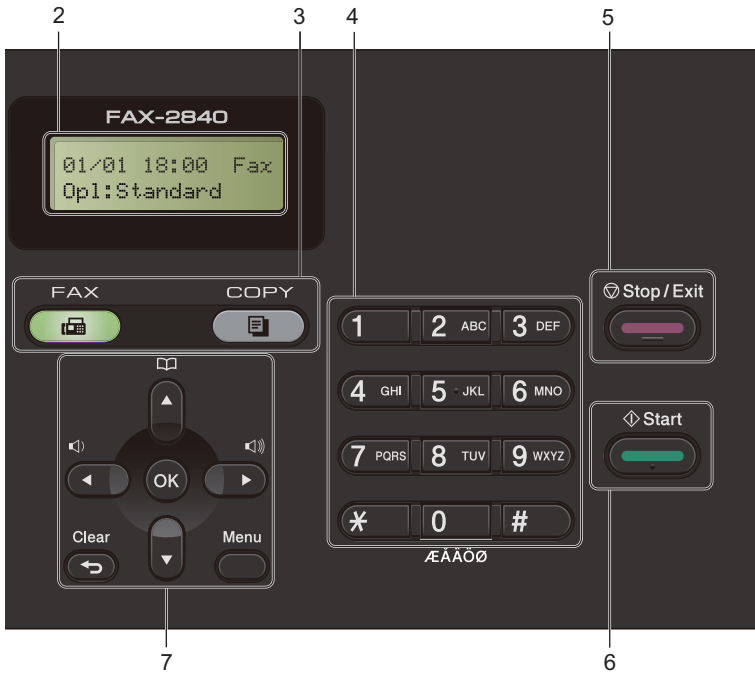 2 3 4 5
FAX-2840
01/01 18:00 Fax
Opl:Standard
FAX COPY
Stop / Exit
1 2 ABC 3 DEF
4 GHI 5 JKL 6 MNO
Start
7 PQRS 8 TUV 9 WXYZ
OK
* 0 #
Clear Menu
ÆÅÄÖØ
7 6